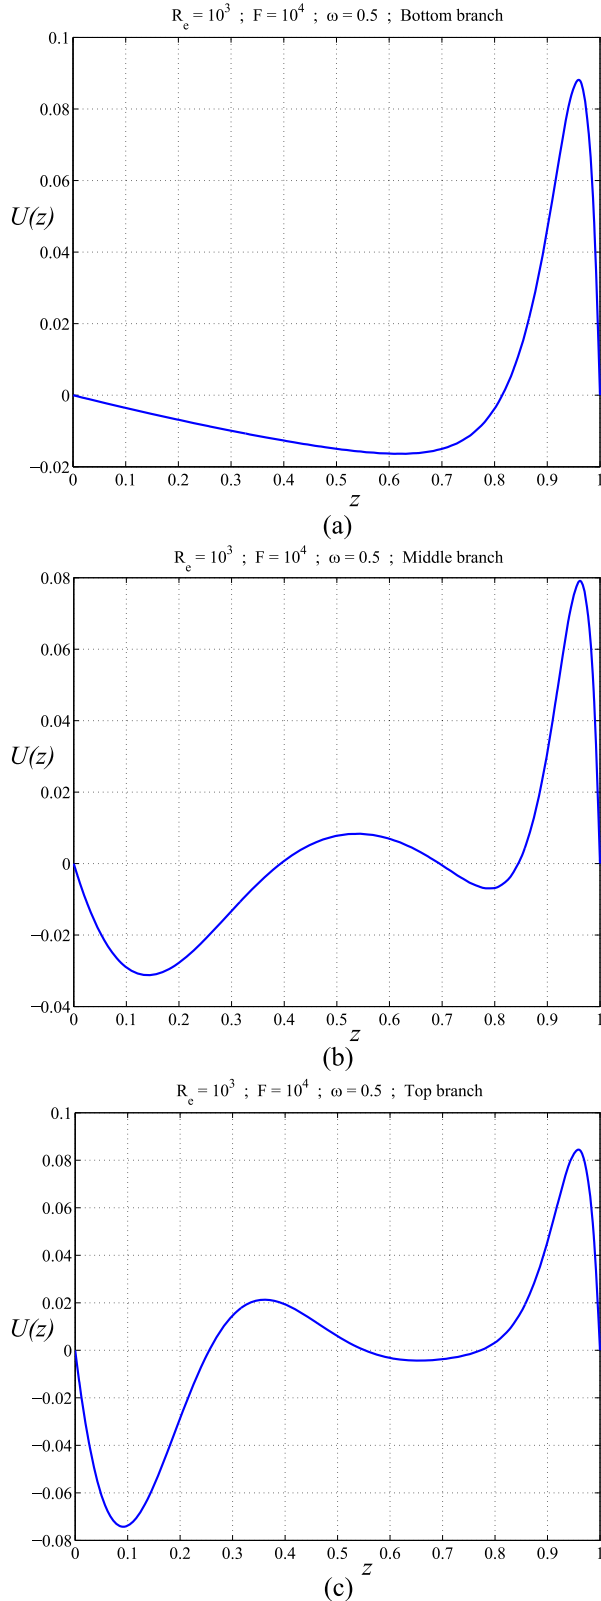 R_e = 10^3 ; F = 10^4 ; ω = 0.5 ; Bottom branch
0.1
0.08
0.06
U(z)
0.04
0.02
0
−0.02
0 0.1 0.2 0.3 0.4 0.5 0.6 0.7 0.8 0.9 1
z
(a)
R_e = 10^3 ; F = 10^4 ; ω = 0.5 ; Middle branch
0.08
0.06
0.04
U(z)
0.02
0
−0.02
−0.04
0 0.1 0.2 0.3 0.4 0.5 0.6 0.7 0.8 0.9 1
z
(b)
R_e = 10^3 ; F = 10^4 ; ω = 0.5 ; Top branch
0.1
0.08
0.06
0.04
0.02
U(z)
0
−0.02
−0.04
−0.06
−0.08
0 0.1 0.2 0.3 0.4 0.5 0.6 0.7 0.8 0.9 1
z
(c)